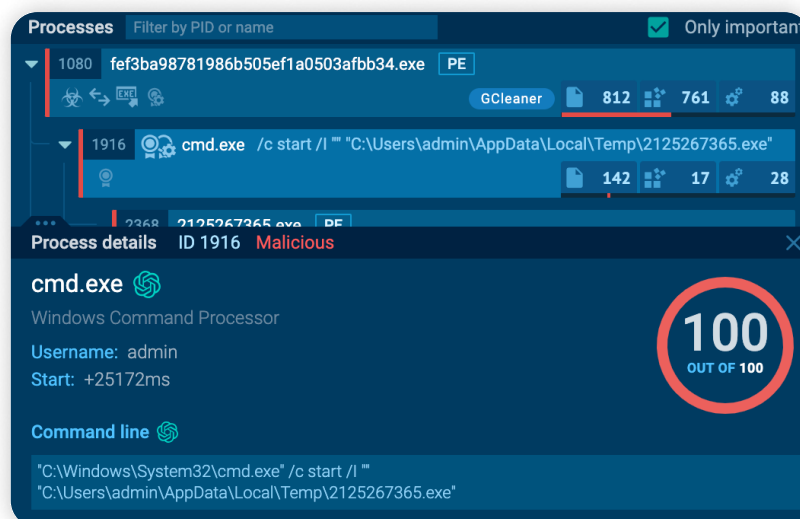 Processes Filter by PID or name Only important
1080 fef3ba98781986b505ef1a0503afbb34.exe PE
EXE GCleaner 812 761 88
1916 cmd.exe /c start /I "" "C:\Users\admin\AppData\Local\Temp\2125267365.exe"
142 17 28
2368 2125267365.exe PE
Process details ID 1916 Malicious
cmd.exe
Windows Command Processor
100
OUT OF 100
Username: admin
Start: +25172ms
Command line
"C:\Windows\System32\cmd.exe" /c start /I ""
"C:\Users\admin\AppData\Local\Temp\2125267365.exe"